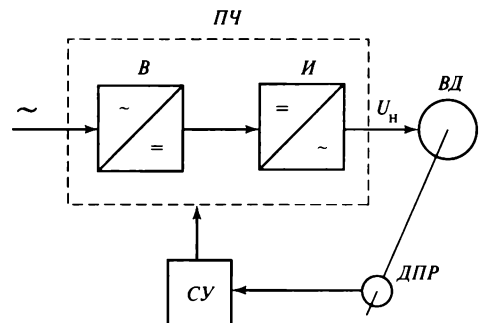 ПЧ
В
И
ВД
~
~
=
=
~
Uн
ДПР
СУ